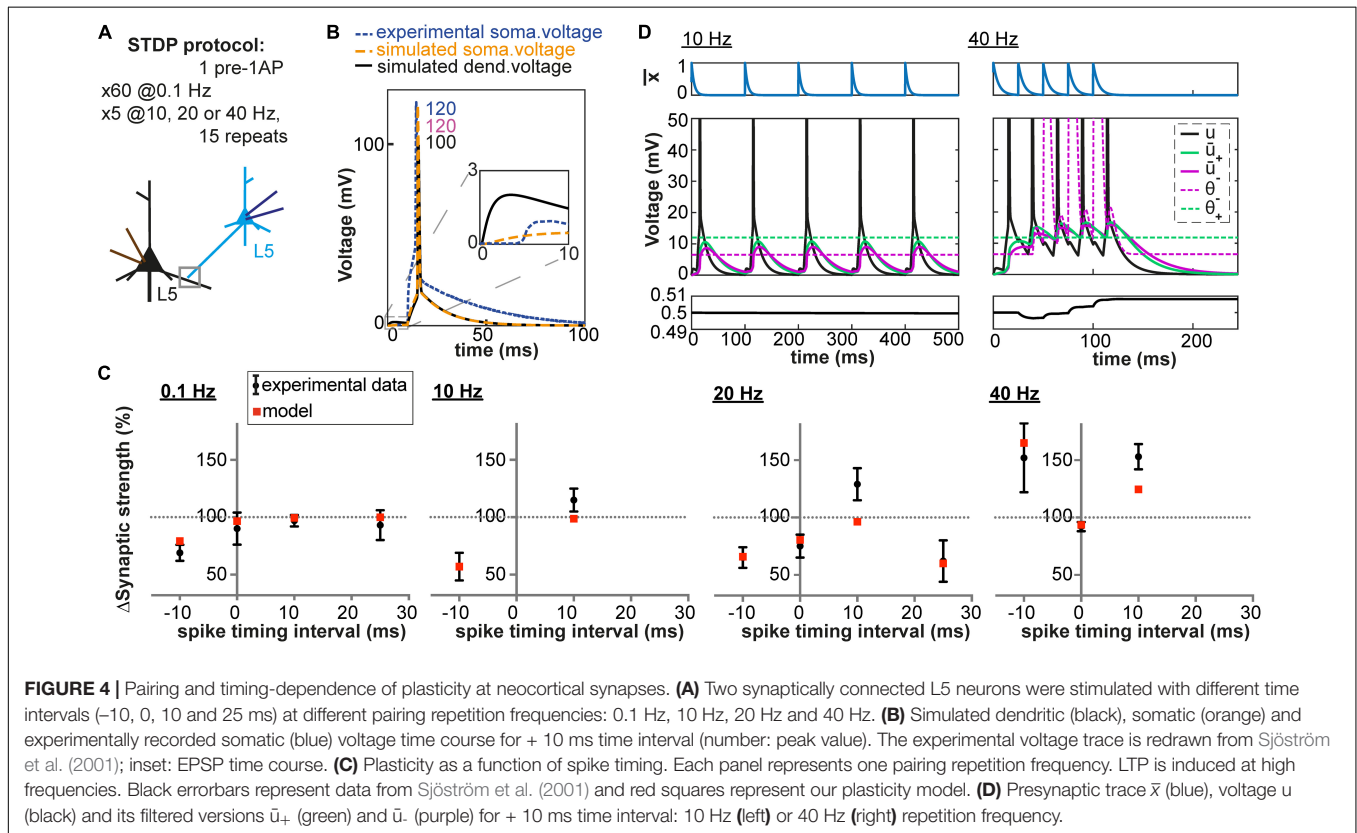 A
STDP protocol:
1 pre-1AP
x60 @0.1 Hz
x5 @10, 20 or 40 Hz,
15 repeats
L5
L5
B
experimental soma.voltage
simulated soma.voltage
simulated dend.voltage
Voltage (mV)
100
0
120
120
100
3
0
0 10
50 100
time (ms)
D
10 Hz
40 Hz
x̄
1
0
Voltage (mV)
50
40
30
20
10
0
u
ū₊
ū₋
θ₋
θ₊
0.51
0.5
0.49
0 100 200 300 400 500
time (ms)
0 100 200
time (ms)
C
0.1 Hz
10 Hz
20 Hz
40 Hz
experimental data
model
ΔSynaptic strength (%)
150
100
50
-10 0 10 20 30
spike timing interval (ms)
150
100
50
-10 0 10 20 30
spike timing interval (ms)
150
100
50
-10 0 10 20 30
spike timing interval (ms)
150
100
50
-10 0 10 20 30
spike timing interval (ms)
FIGURE 4 | Pairing and timing-dependence of plasticity at neocortical synapses. (A) Two synaptically connected L5 neurons were stimulated with different time
intervals (–10, 0, 10 and 25 ms) at different pairing repetition frequencies: 0.1 Hz, 10 Hz, 20 Hz and 40 Hz. (B) Simulated dendritic (black), somatic (orange) and
experimentally recorded somatic (blue) voltage time course for + 10 ms time interval (number: peak value). The experimental voltage trace is redrawn from Sjöström
et al. (2001); inset: EPSP time course. (C) Plasticity as a function of spike timing. Each panel represents one pairing repetition frequency. LTP is induced at high
frequencies. Black errorbars represent data from Sjöström et al. (2001) and red squares represent our plasticity model. (D) Presynaptic trace x̄ (blue), voltage u
(black) and its filtered versions ū₊ (green) and ū₋ (purple) for + 10 ms time interval: 10 Hz (left) or 40 Hz (right) repetition frequency.